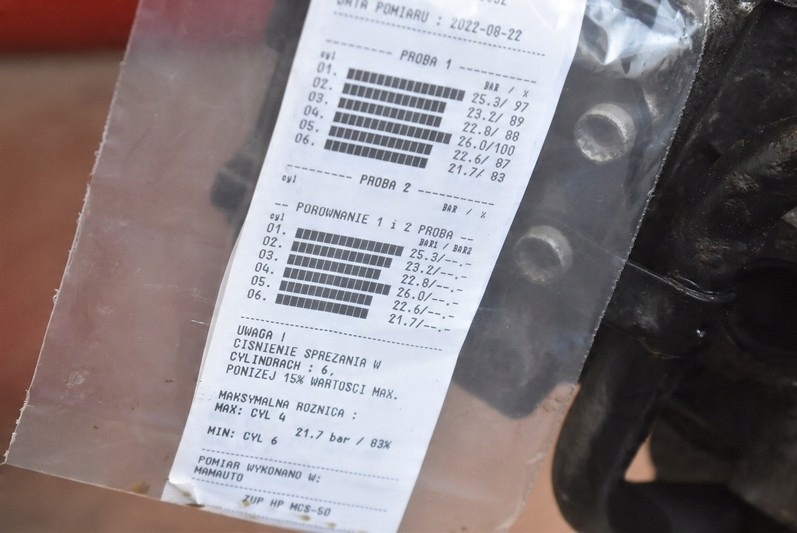 DATA POMIARU : 2022-08-22
PROBA 1
cyl BAR / %
01. 25.3/ 97
02. 23.2/ 89
03. 22.8/ 88
04. 26.0/100
05. 22.6/ 87
06. 21.7/ 83
PROBA 2
cyl BAR / %
-- POROWNANIE 1 i 2 PROBA --
cyl BAR1 / BAR2
01. 25.3/--.-
02. 23.2/--.-
03. 22.8/--.-
04. 26.0/--.-
05. 22.6/--.-
06. 21.7/--.-
UWAGA !
CISNIENIE SPREZANIA W
CYLINDRACH : 6,
PONIZEJ 15% WARTOSCI MAX.
MAKSYMALNA ROZNICA :
MAX: CYL 4
MIN: CYL 6 21.7 bar / 83%
POMIAR WYKONANO W:
MAMAUTO
ZUP HP MCS-50